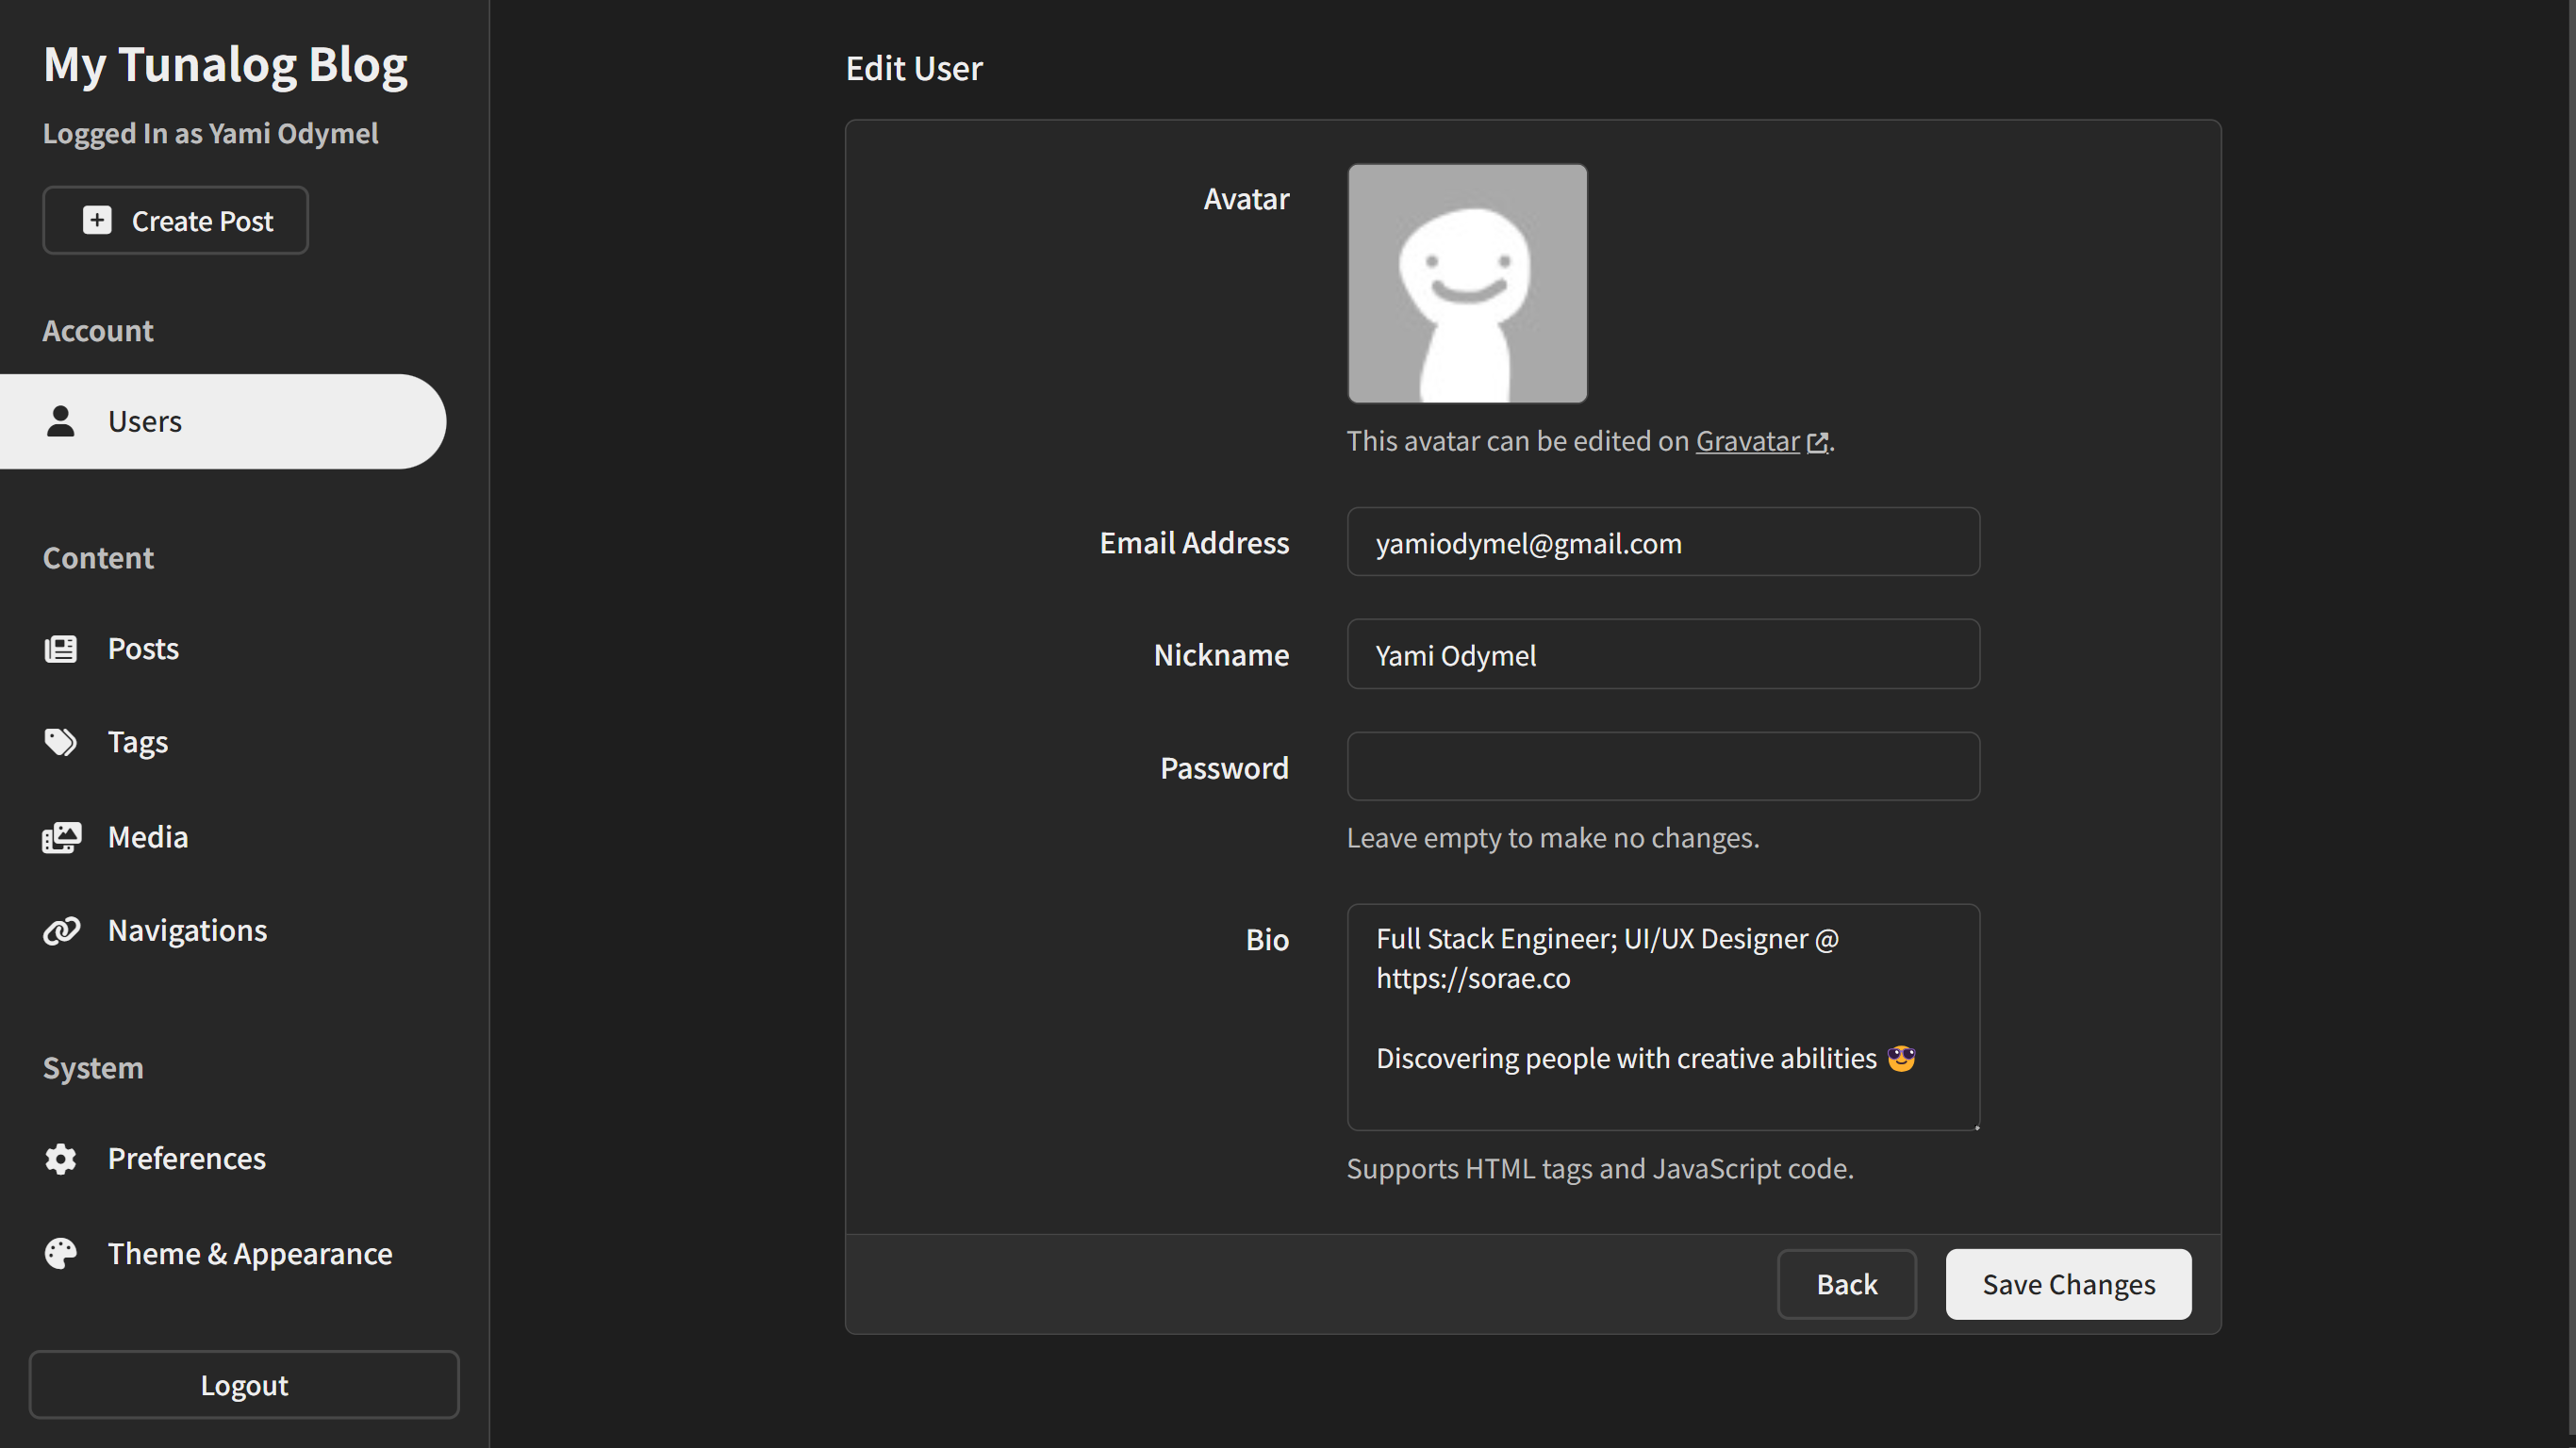 My Tunalog Blog
Logged In as Yami Odymel
Create Post
Account
Users
Content
Posts
Tags
Media
Navigations
System
Preferences
Theme & Appearance
Logout
Edit User
Avatar
This avatar can be edited on Gravatar.
Email Address
yamiodymel@gmail.com
Nickname
Yami Odymel
Password
Leave empty to make no changes.
Bio
Full Stack Engineer; UI/UX Designer @
https://sorae.co
Discovering people with creative abilities 😎
Supports HTML tags and JavaScript code.
Back
Save Changes